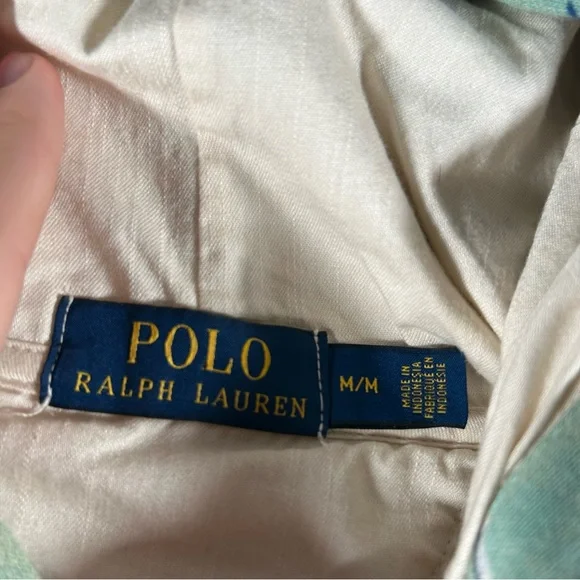 POLO
RALPH LAUREN
M/M
MADE IN
INDONESIA
FABRIQUÉ EN
INDONÉSIE